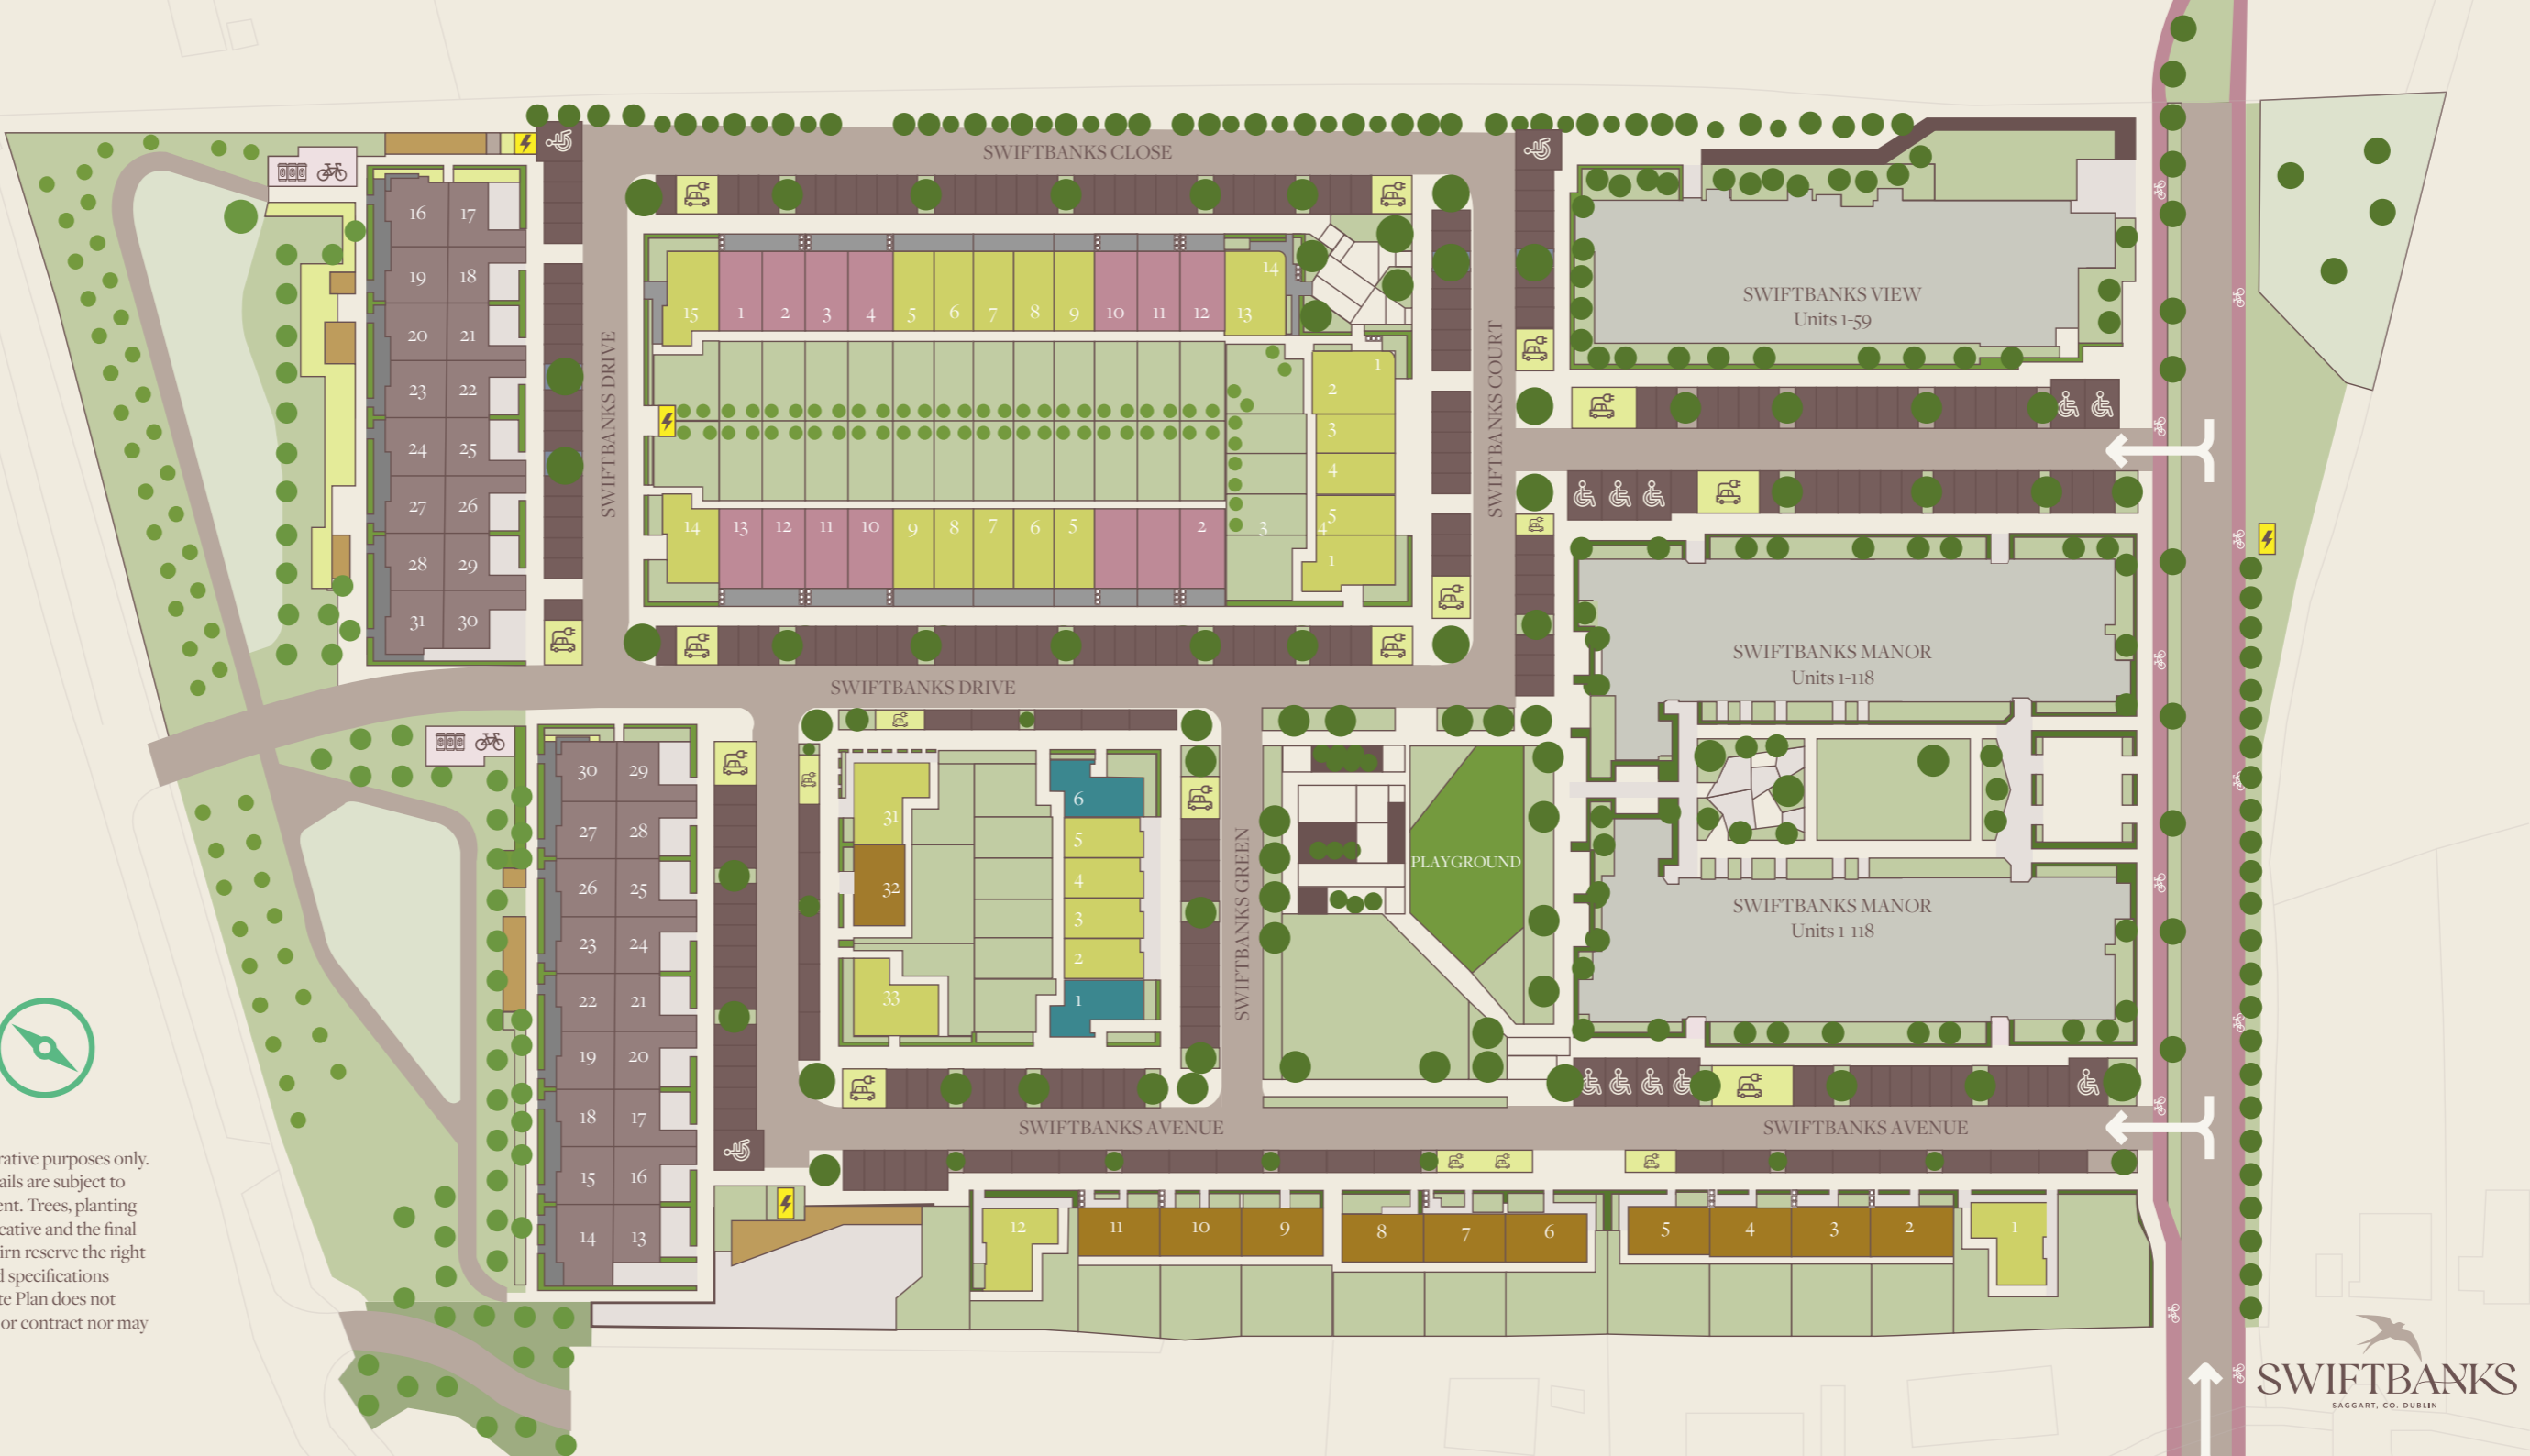 SWIFTBANKS CLOSE
16 17
19 18
20 21
23 22
24 25
27 26
28 29
31 30
SWIFTBANKS DRIVE
15 1 2 3 4 5 6 7 8 9 10 11 12 13 14
1
2
3
4
5
1
14 13 12 11 10 9 8 7 6 5 2 3 4
SWIFTBANKS COURT
SWIFTBANKS VIEW
Units 1-59
SWIFTBANKS MANOR
Units 1-118
SWIFTBANKS DRIVE
30 29
27 28
26 25
23 24
22 21
19 20
18 17
15 16
14 13
31
32
33
6
5
4
3
2
1
SWIFTBANKS GREEN
PLAYGROUND
SWIFTBANKS MANOR
Units 1-118
SWIFTBANKS AVENUE
SWIFTBANKS AVENUE
12 11 10 9 8 7 6 5 4 3 2 1
rative purposes only.
ails are subject to
ent. Trees, planting
cative and the final
irn reserve the right
d specifications
te Plan does not
or contract nor may
SWIFTBANKS
SAGGART, CO. DUBLIN